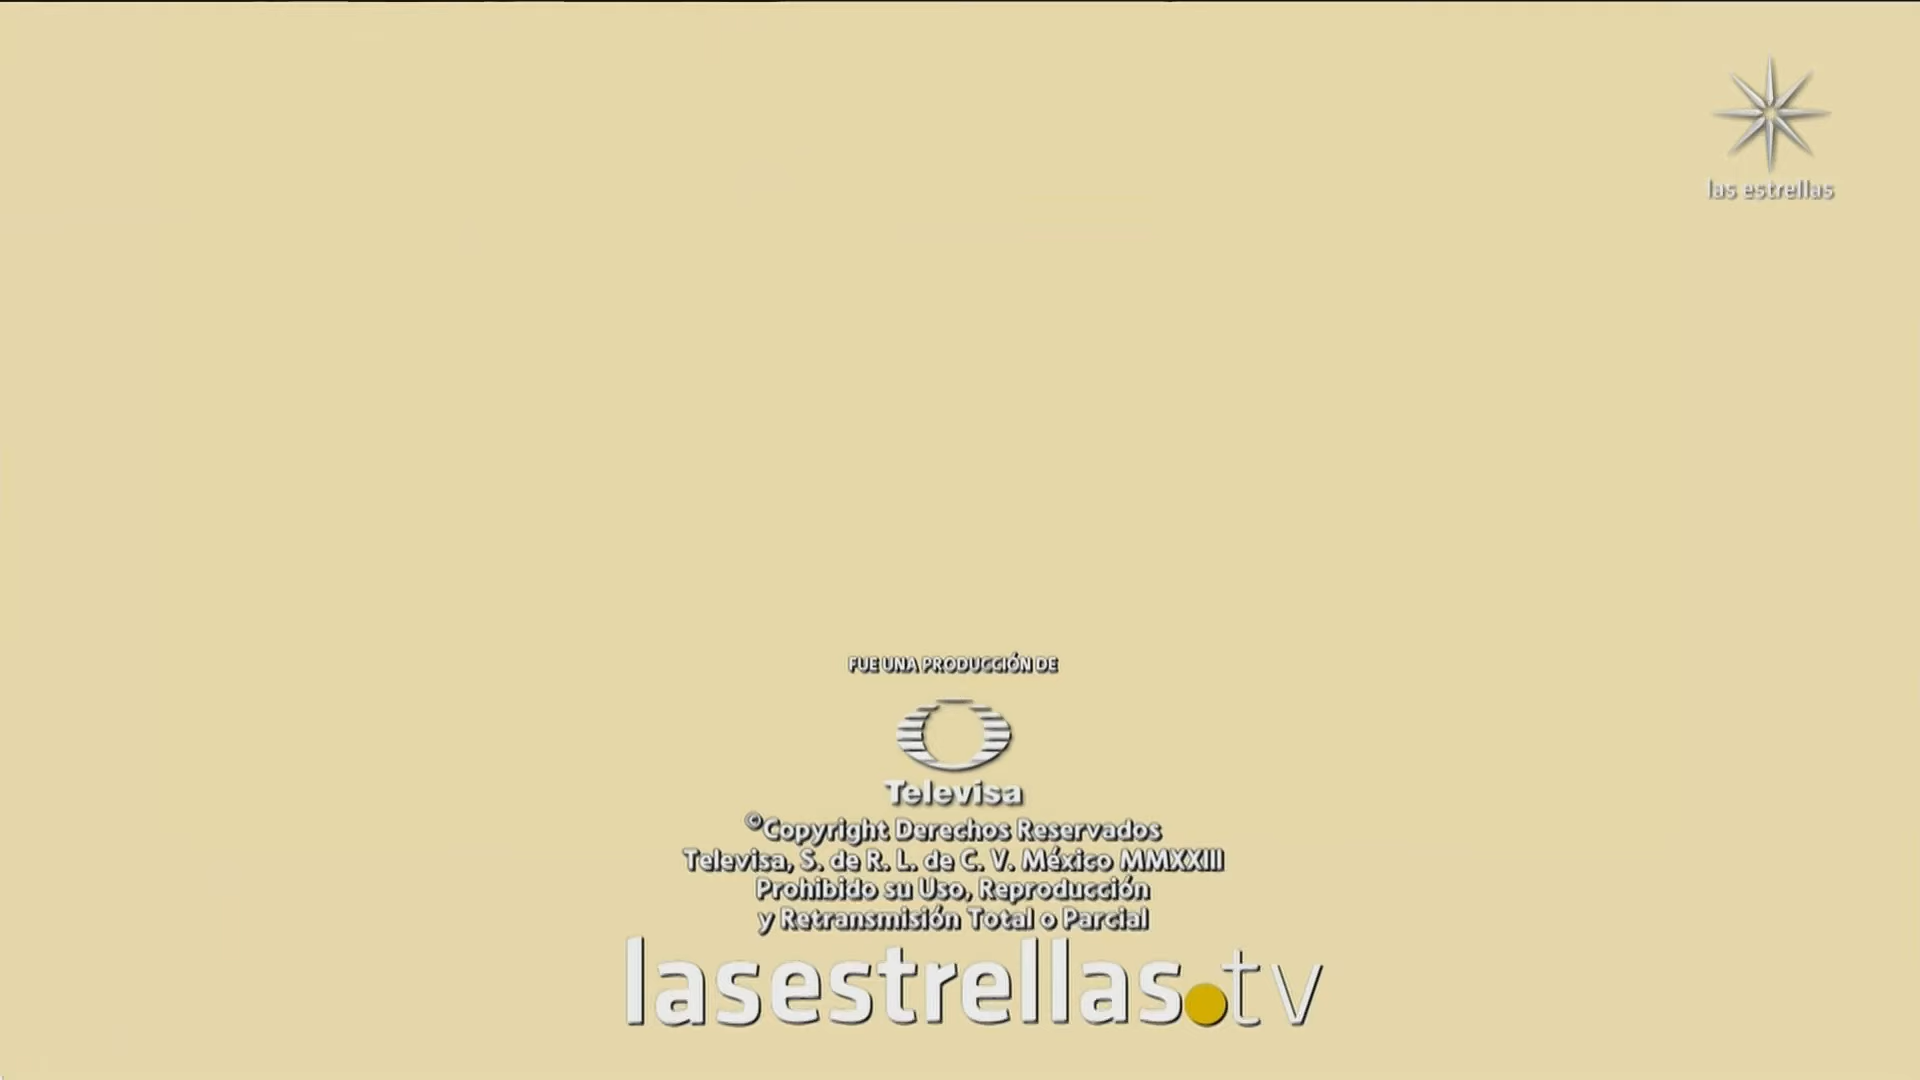 las estrellas
FUE UNA PRODUCCIÓN DE
Televisa
©Copyright Derechos Reservados
Televisa, S. de R. L. de C. V. México MMXXIII
Prohibido su Uso, Reproducción
y Retransmisión Total o Parcial
lasestrellas.tv